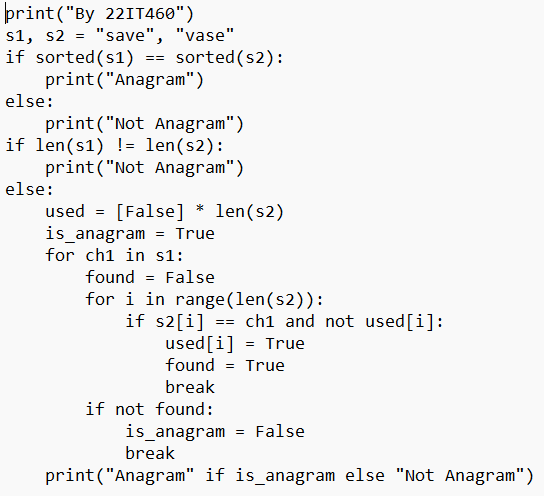 print("By 22IT460")
s1, s2 = "save", "vase"
if sorted(s1) == sorted(s2):
    print("Anagram")
else:
    print("Not Anagram")
if len(s1) != len(s2):
    print("Not Anagram")
else:
    used = [False] * len(s2)
    is_anagram = True
    for ch1 in s1:
        found = False
        for i in range(len(s2)):
            if s2[i] == ch1 and not used[i]:
                used[i] = True
                found = True
                break
        if not found:
            is_anagram = False
            break
    print("Anagram" if is_anagram else "Not Anagram")